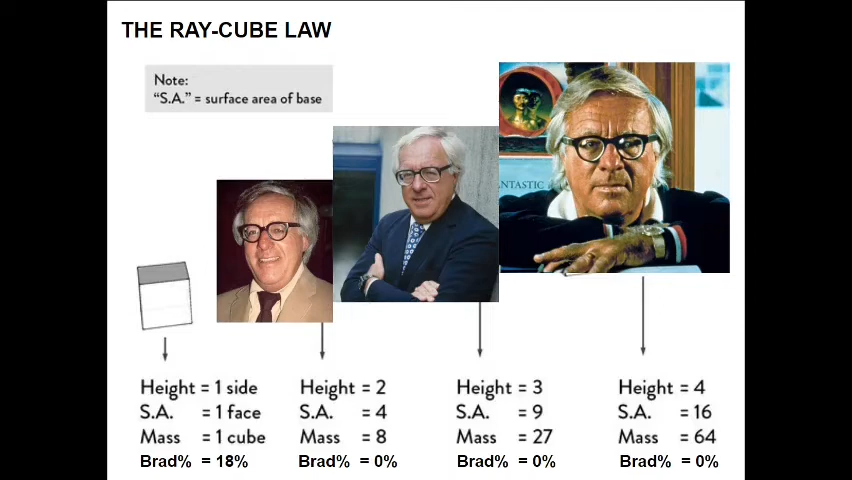 THE RAY-CUBE LAW
Note:
“S.A.” = surface area of base
NTASTIC
Height = 1 side
S.A. = 1 face
Mass = 1 cube
Brad% = 18%
Height = 2
S.A. = 4
Mass = 8
Brad% = 0%
Height = 3
S.A. = 9
Mass = 27
Brad% = 0%
Height = 4
S.A. = 16
Mass = 64
Brad% = 0%